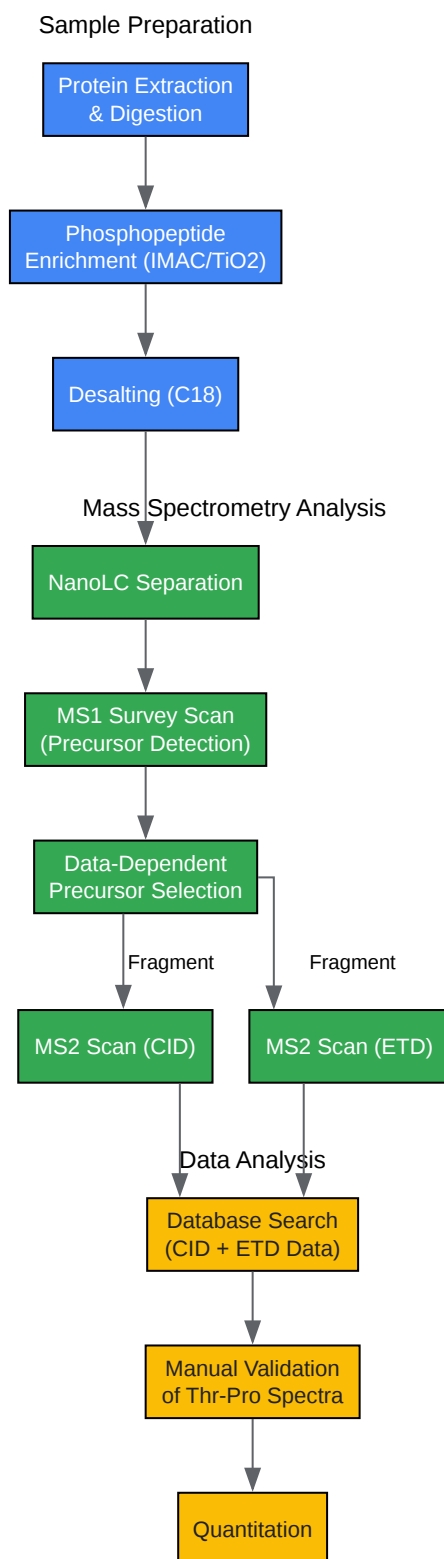 Sample Preparation
Protein Extraction
& Digestion
Phosphopeptide
Enrichment (IMAC/TiO2)
Desalting (C18)
Mass Spectrometry Analysis
NanoLC Separation
MS1 Survey Scan
(Precursor Detection)
Data-Dependent
Precursor Selection
Fragment
Fragment
MS2 Scan (CID)
MS2 Scan (ETD)
Data Analysis
Database Search
(CID + ETD Data)
Manual Validation
of Thr-Pro Spectra
Quantitation